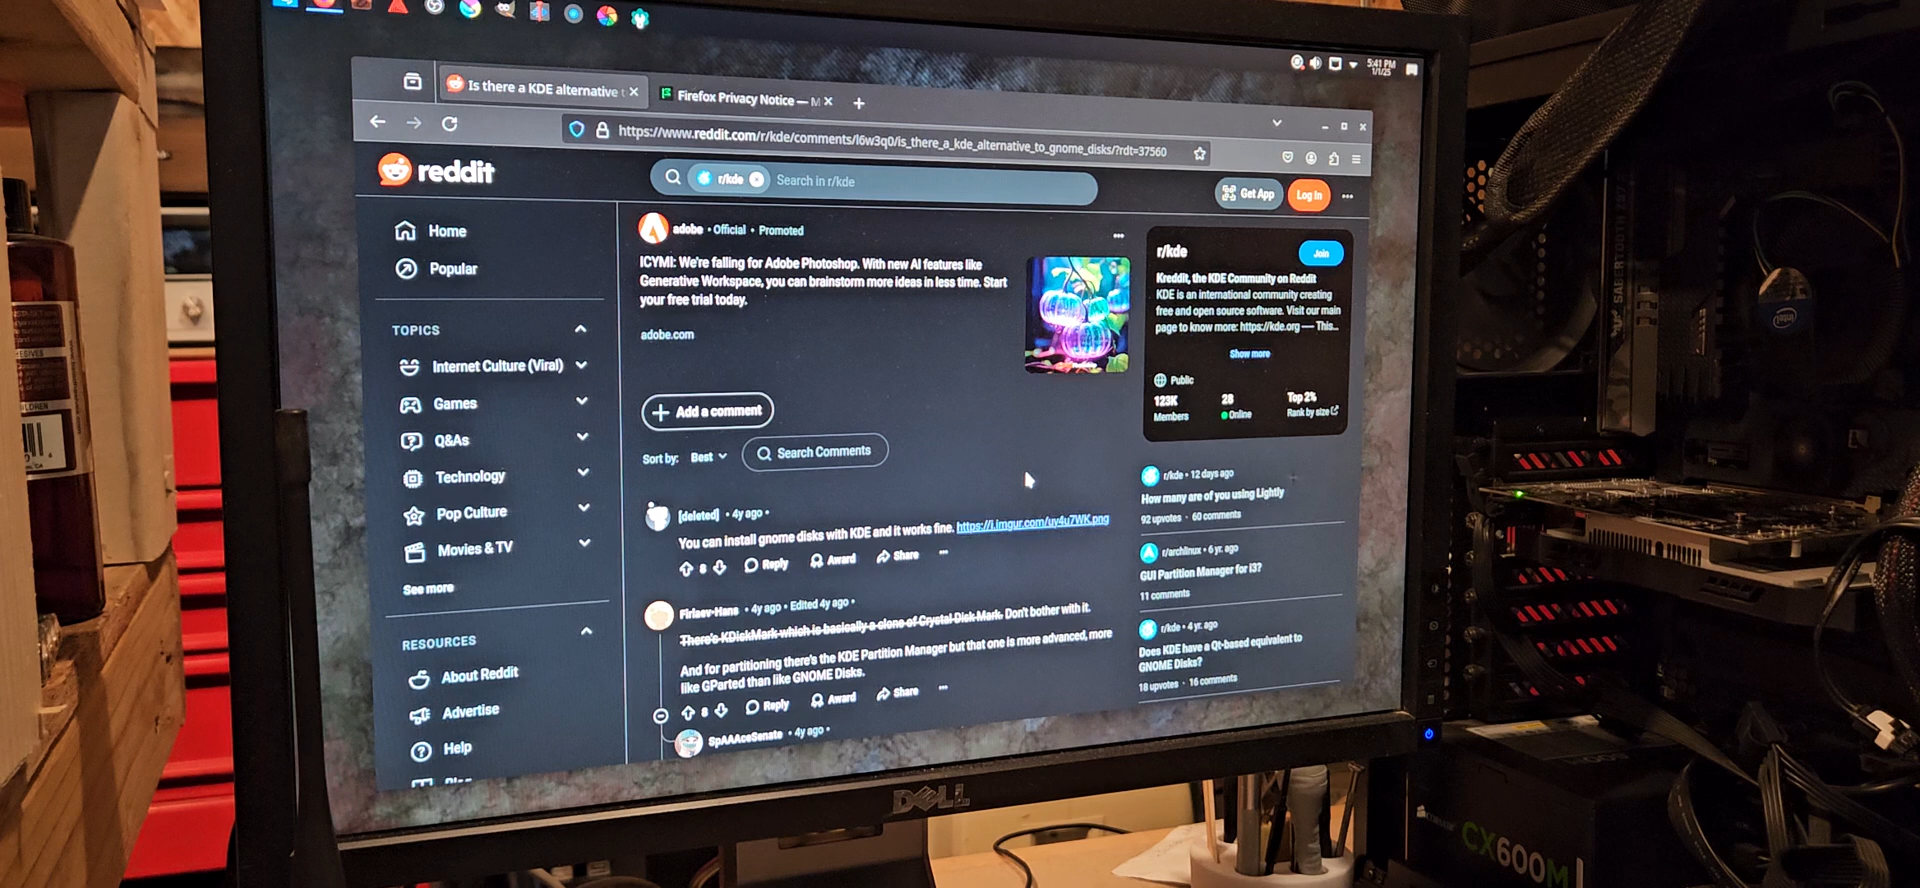 5:41 PM
1/1/25
Is there a KDE alternative t
Firefox Privacy Notice — M
https://www.reddit.com/r/kde/comments/l6w3q0/is_there_a_kde_alternative_to_gnome_disks/?rdt=37560
reddit
r/kde
Search in r/kde
Get App
Log In
Home
Popular
TOPICS
Internet Culture (Viral)
Games
Q&As
Technology
Pop Culture
Movies & TV
See more
RESOURCES
About Reddit
Advertise
Help
adobe • Official • Promoted
ICYMI: We're falling for Adobe Photoshop. With new AI features like
Generative Workspace, you can brainstorm more ideas in less time. Start
your free trial today.
adobe.com
Add a comment
Sort by: Best
Search Comments
[deleted] • 4y ago •
You can install gnome disks with KDE and it works fine. https://i.imgur.com/uy4u7WK.png
8 Reply Award Share
Firlaev-Hans • 4y ago • Edited 4y ago •
There's KDiskMark which is basically a clone of Crystal Disk Mark. Don't bother with it.
And for partitioning there's the KDE Partition Manager but that one is more advanced, more
like GParted than like GNOME Disks.
8 Reply Award Share
SpAAAceSenate • 4y ago •
r/kde
Join
Kreddit, the KDE Community on Reddit
KDE is an international community creating
free and open source software. Visit our main
page to know more: https://kde.org — This...
Show more
Public
123K 28 Top 2%
Members Online Rank by size
r/kde • 12 days ago
How many are of you using Lightly
92 upvotes • 60 comments
r/archlinux • 6 yr. ago
GUI Partition Manager for i3?
11 comments
r/kde • 4 yr. ago
Does KDE have a Qt-based equivalent to
GNOME Disks?
18 upvotes • 16 comments
DELL
intel
SABERTOOTH
CX600M